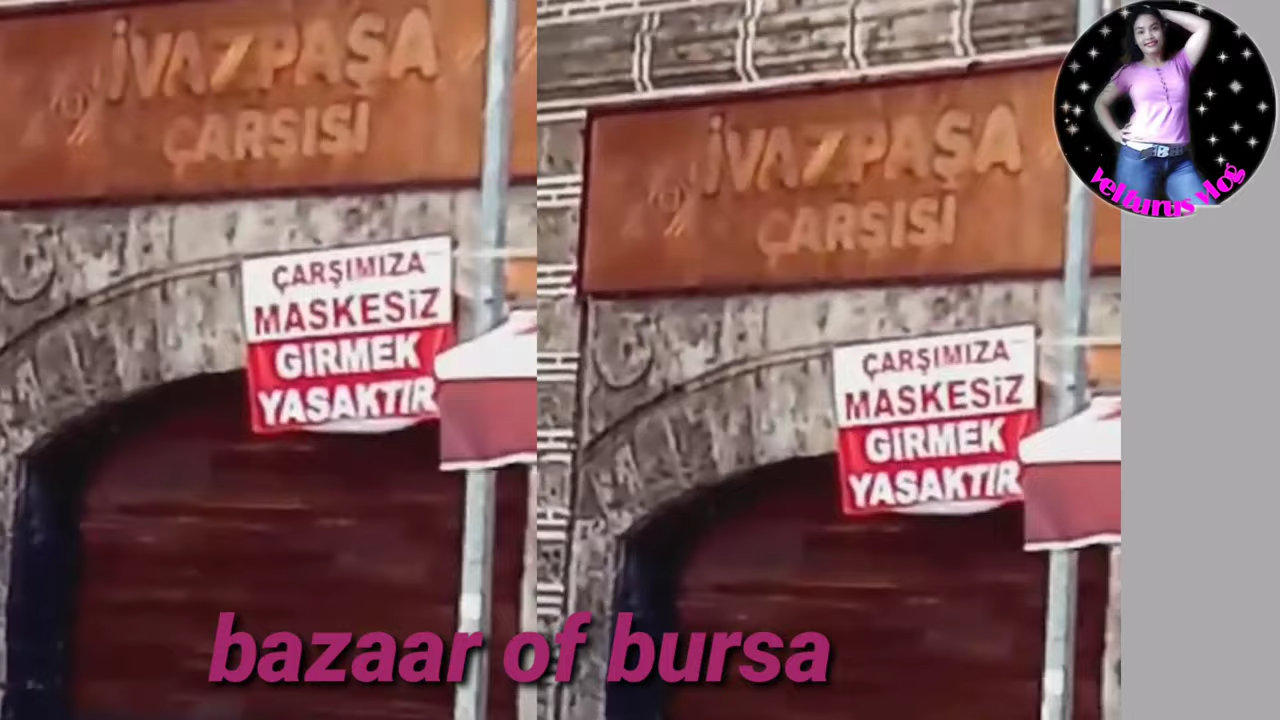 İVAZPAŞA
ÇARŞISI
ÇARŞIMIZA
MASKESİZ
GIRMEK
YASAKTIR
İVAZPAŞA
ÇARŞISI
ÇARŞIMIZA
MASKESİZ
GIRMEK
YASAKTIR
velturus vlog
bazaar of bursa